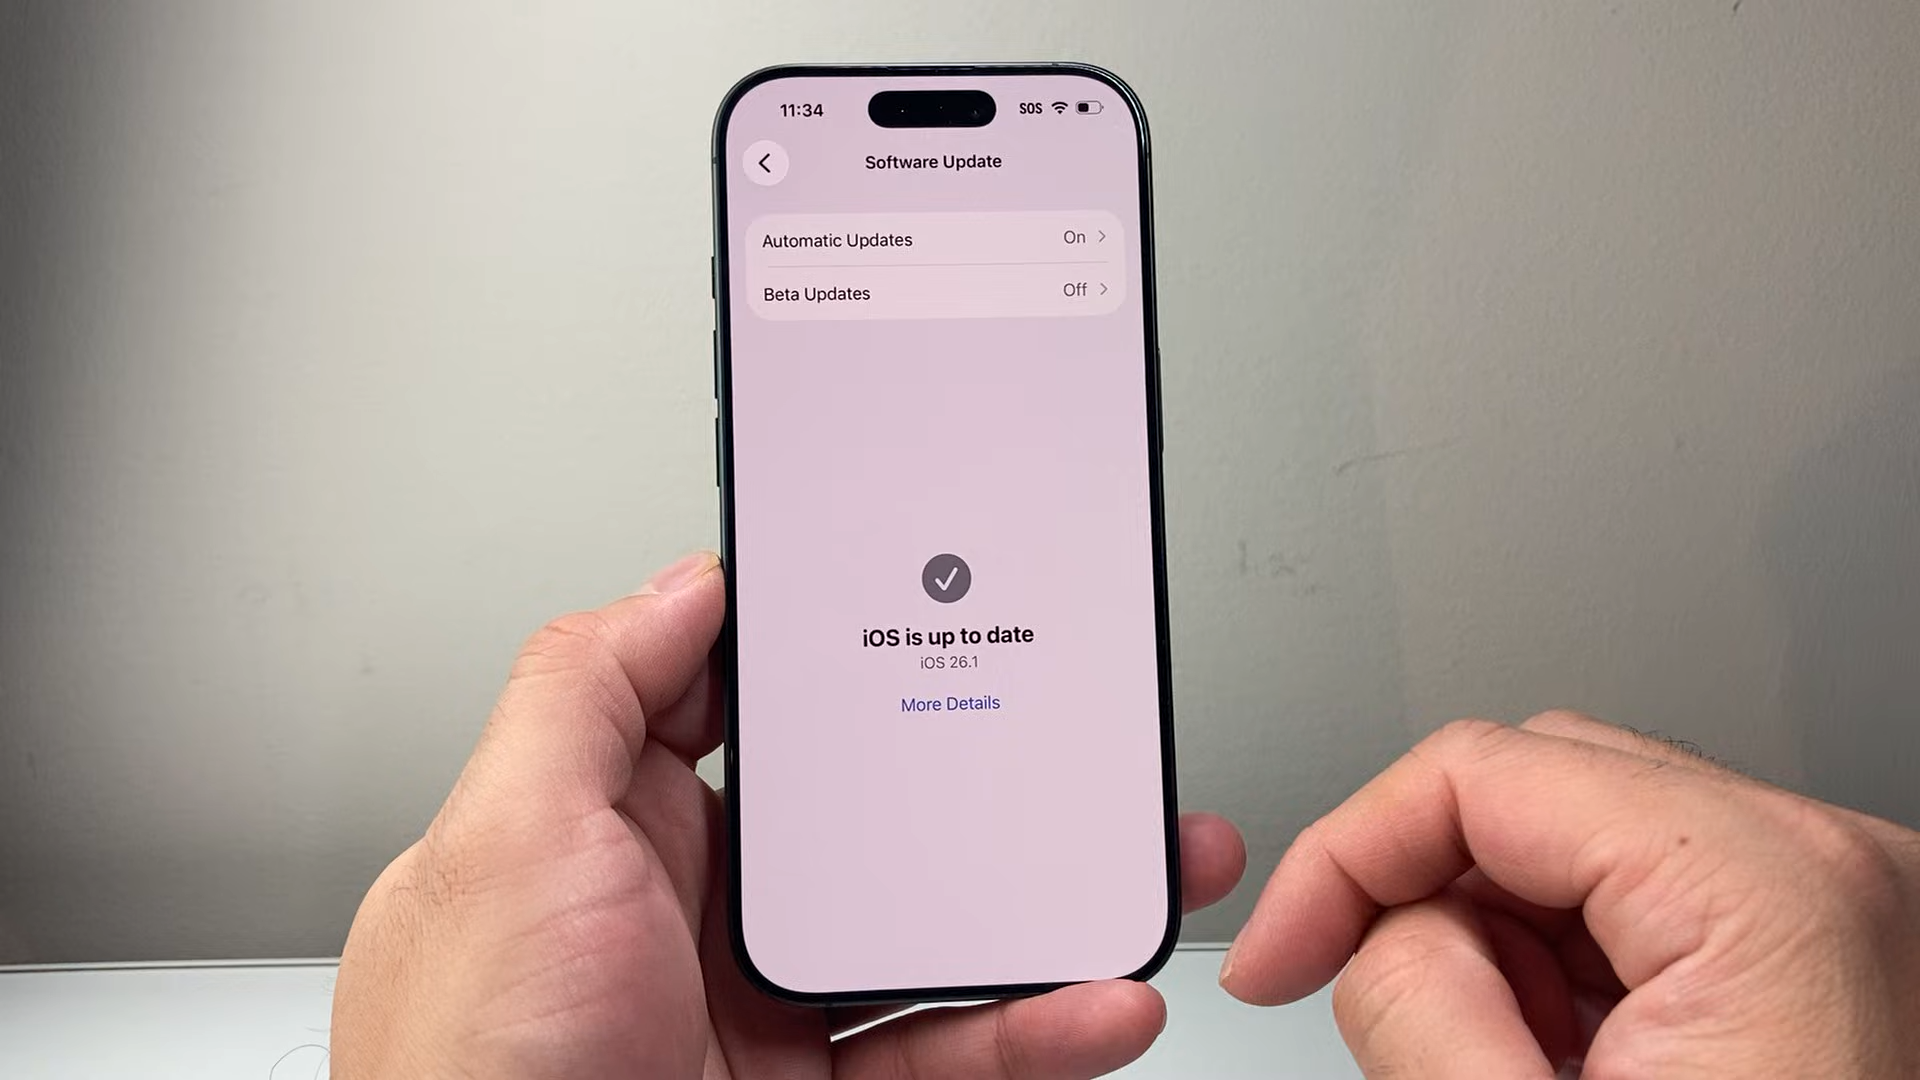 11:34 SOS
Software Update
Automatic Updates On
Beta Updates Off
iOS is up to date
iOS 26.1
More Details